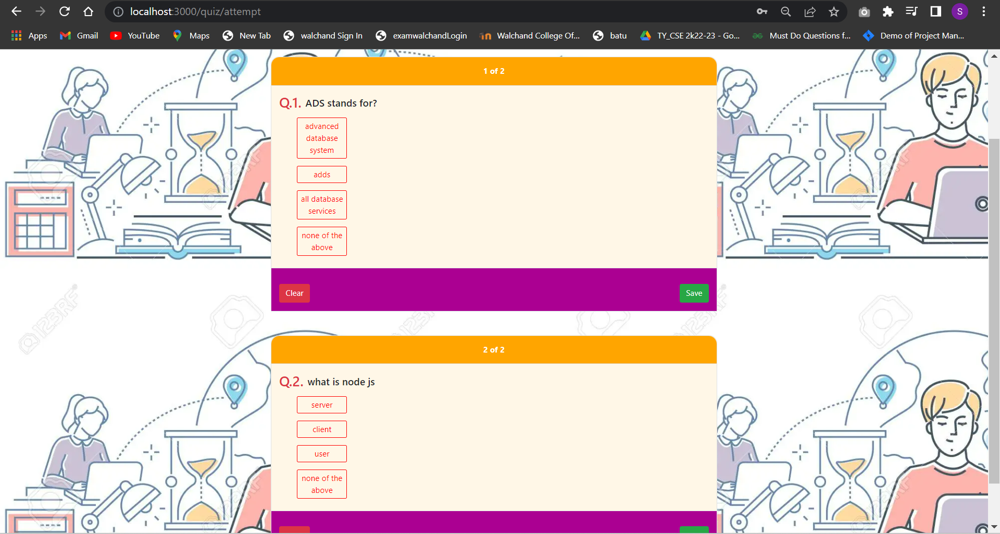 localhost:3000/quiz/attempt
S
Apps Gmail YouTube Maps New Tab walchand Sign In examwalchandLogin Walchand College Of... batu TY_CSE 2k22-23 - Go... Must Do Questions f... Demo of Project Man...
1 of 2
Q.1. ADS stands for?
advanced
database
system
adds
all database
services
none of the
above
Clear Save
123RF 123RF 123RF
2 of 2
Q.2. what is node js
server
client
user
none of the
above